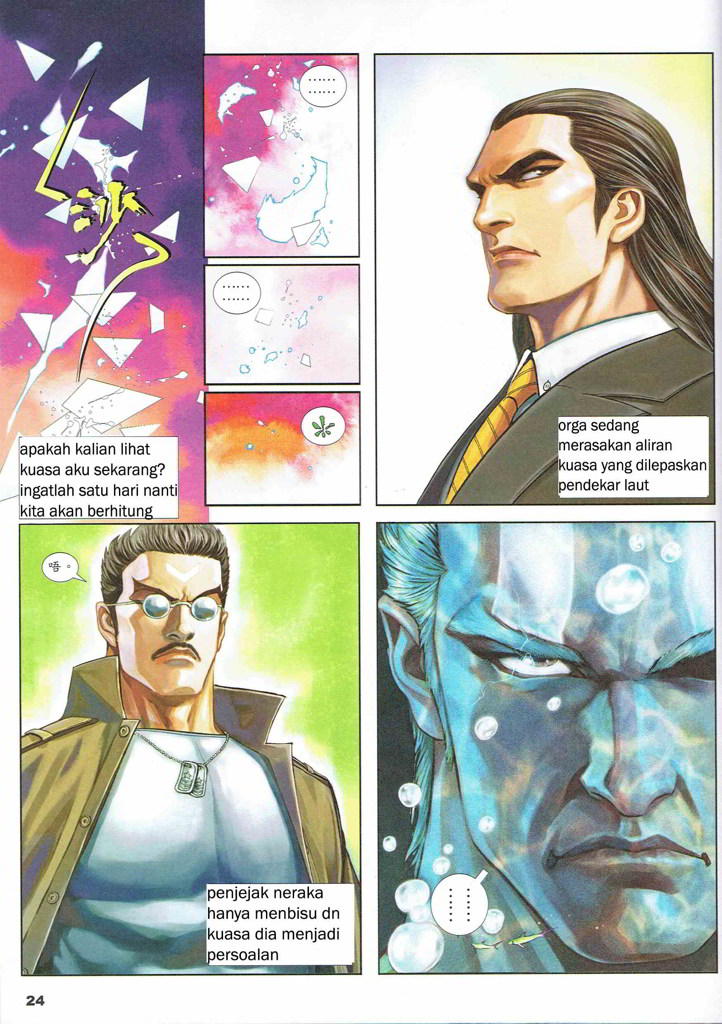 沙
……
……
……
……
apakah kalian lihat
kuasa aku sekarang?
ingatlah satu hari nanti
kita akan berhitung
orga sedang
merasakan aliran
kuasa yang dilepaskan
pendekar laut
唔。
penjejak neraka
hanya menbisu dn
kuasa dia menjadi
persoalan
……
……
24